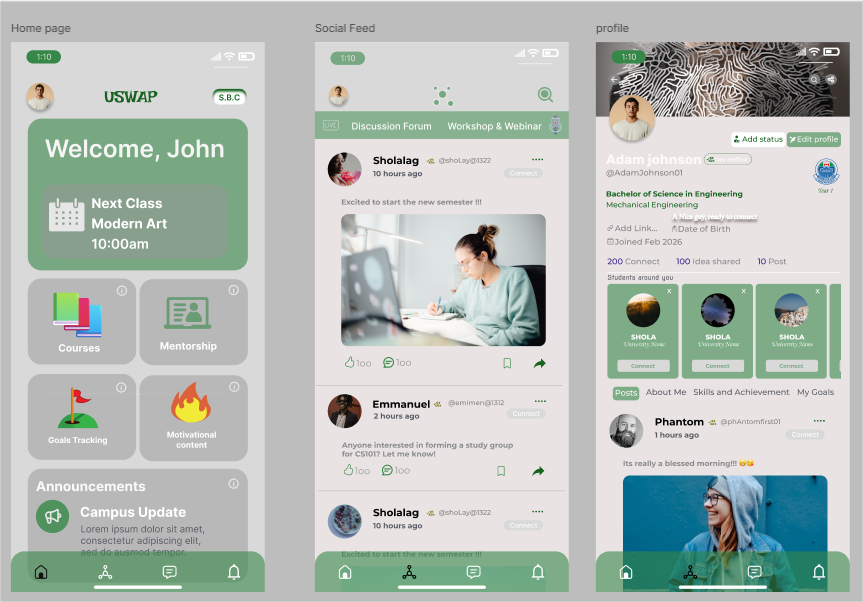 Home page
1:10
USWAP
S.B.C
Welcome, John
Next Class
Modern Art
10:00am
Courses
Mentorship
Goals Tracking
Motivational
content
Announcements
Campus Update
Lorem ipsum dolor sit amet,
consectetur adipiscing elit,
aed do ausmod tempor.
Social Feed
1:10
LIVE
Discussion Forum
Workshop & Webinar
Sholalag
@shoLay@1322
10 hours ago
Connect
Excited to start the new semester !!!
100
100
Emmanuel
@emimen@1312
2 hours ago
Connect
Anyone interested in forming a study group
for CS101? Let me know!
100
100
Sholalag
@shoLay@1322
10 hours ago
Connect
Excited to start the new semester !!!
profile
1:10
Add status
Edit profile
Adam johnson
@AdamJohnson01
Year 1
Bachelor of Science in Engineering
Mechanical Engineering
A Nice guy, ready to connect
Add Link...
Date of Birth
Joined Feb 2026
200 Connect
100 Idea shared
10 Post
Students around you
X
X
X
SHOLA
SHOLA
SHOLA
University Name
University Name
University Name
Connect
Connect
Connect
Posts
About Me
Skills and Achievement
My Goals
Phantom
@phAntomfirst01
1 hours ago
Connect
Its really a blessed morning!!! 😁😘